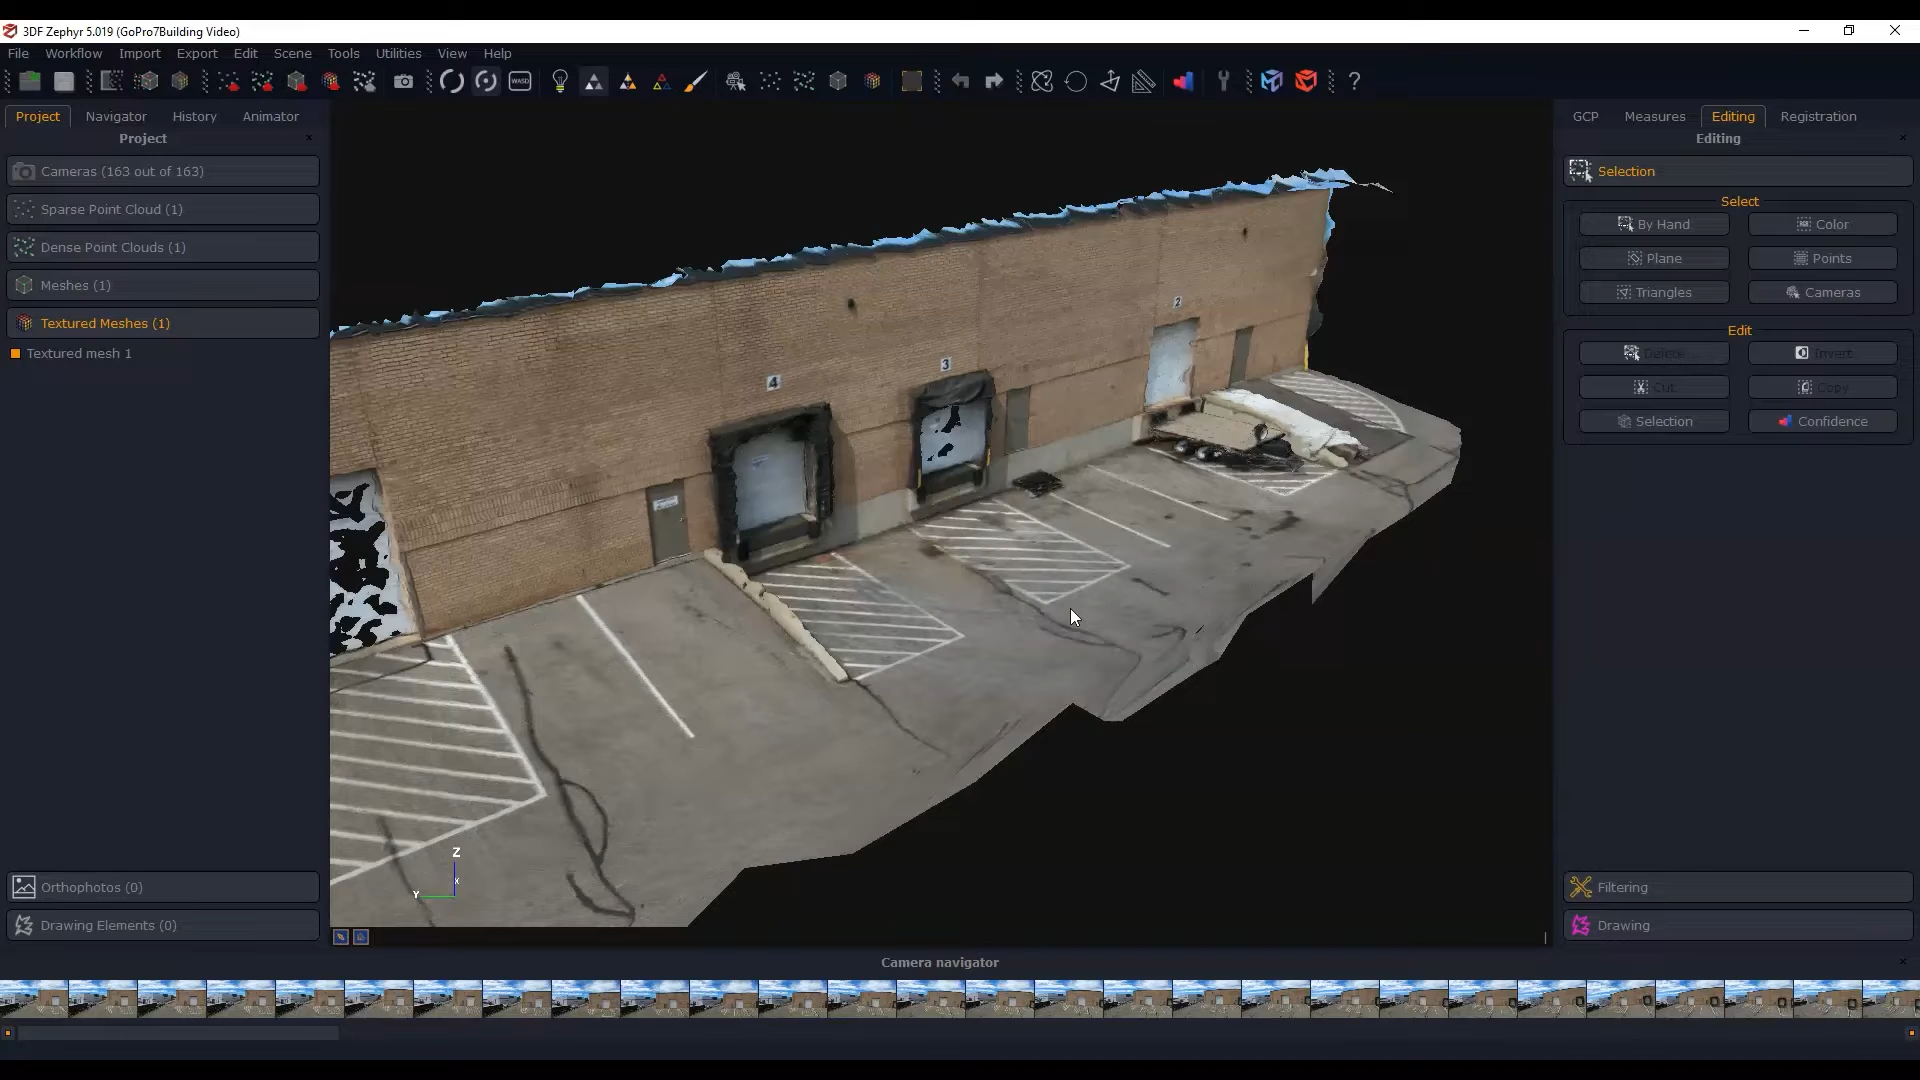 3DF Zephyr 5.019 (GoPro7Building Video)
File Workflow Import Export Edit Scene Tools Utilities View Help
WASD
Project Navigator History Animator
Project
Cameras (163 out of 163)
Sparse Point Cloud (1)
Dense Point Clouds (1)
Meshes (1)
Textured Meshes (1)
Textured mesh 1
Orthophotos (0)
Drawing Elements (0)
4
3
2
Z
X
Y
GCP Measures Editing Registration
Editing
Selection
Select
By Hand Color
Plane Points
Triangles Cameras
Edit
Delete Invert
Cut Copy
Selection Confidence
Filtering
Drawing
Camera navigator